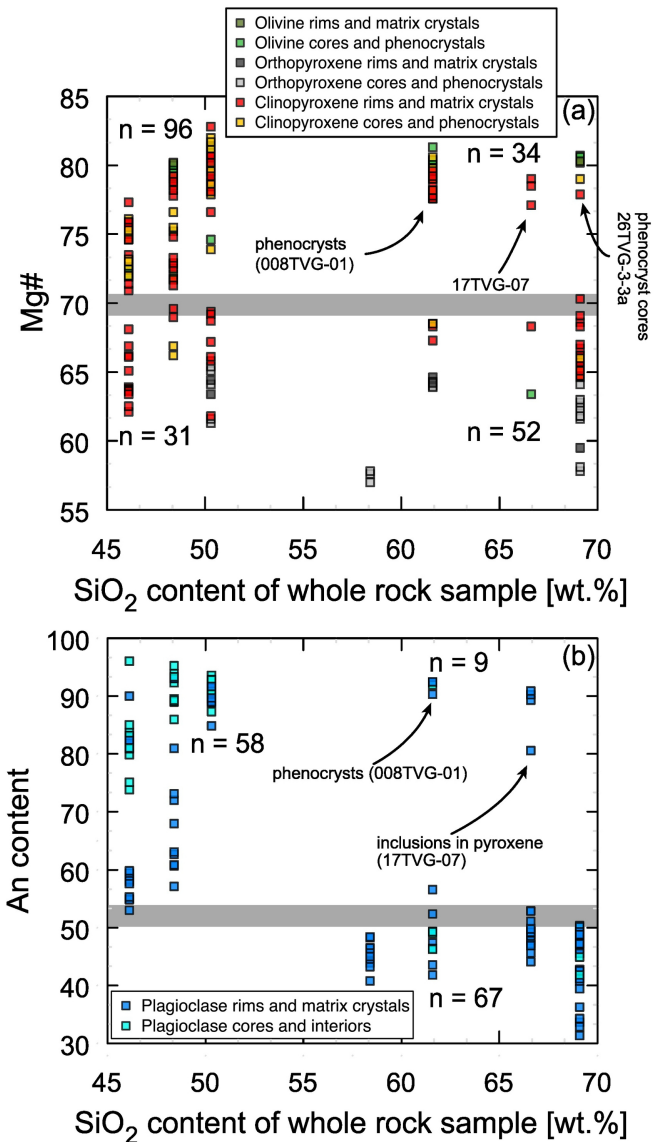 Olivine rims and matrix crystals
Olivine cores and phenocrystals
Orthopyroxene rims and matrix crystals
Orthopyroxene cores and phenocrystals
Clinopyroxene rims and matrix crystals
Clinopyroxene cores and phenocrystals
(a)
85
80
75
70
65
60
55
Mg#
n = 96
n = 34
phenocrysts
(008TVG-01)
17TVG-07
phenocryst cores
26TVG-3-3a
n = 31
n = 52
45 50 55 60 65 70
SiO₂ content of whole rock sample [wt.%]
(b)
100
90
80
70
60
50
40
30
An content
n = 9
n = 58
phenocrysts (008TVG-01)
inclusions in pyroxene
(17TVG-07)
n = 67
Plagioclase rims and matrix crystals
Plagioclase cores and interiors
45 50 55 60 65 70
SiO₂ content of whole rock sample [wt.%]